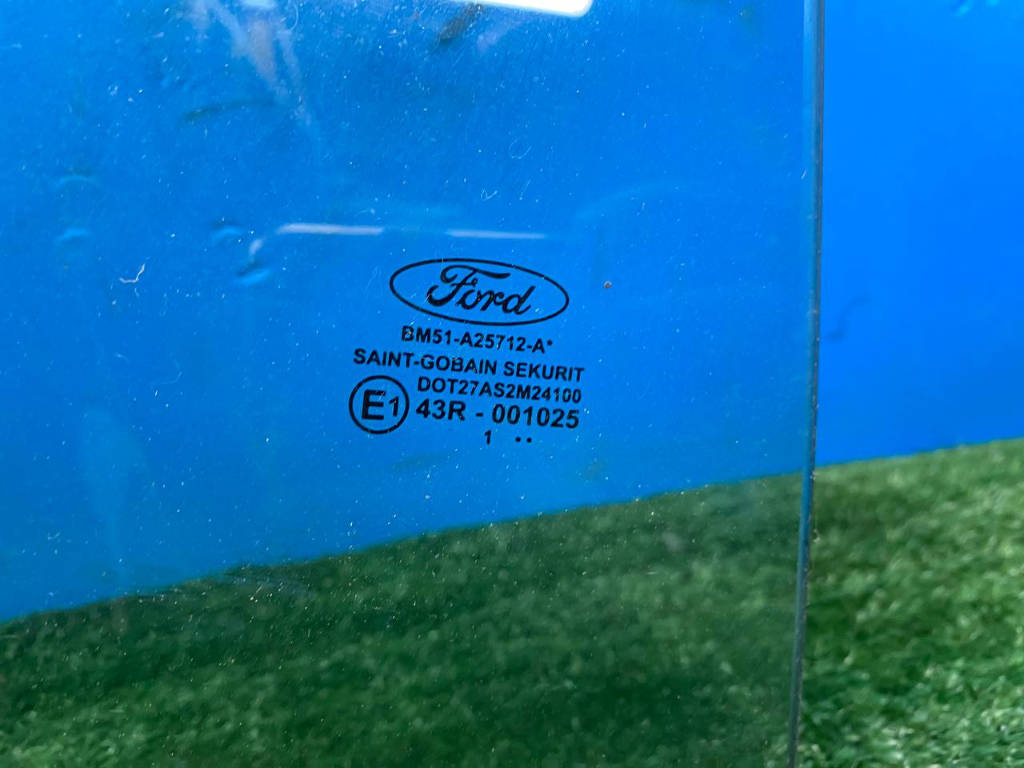 Ford
BM51-A25712-A*
SAINT-GOBAIN SEKURIT
DOT27AS2M24100
E1 43R - 001025
1 ••